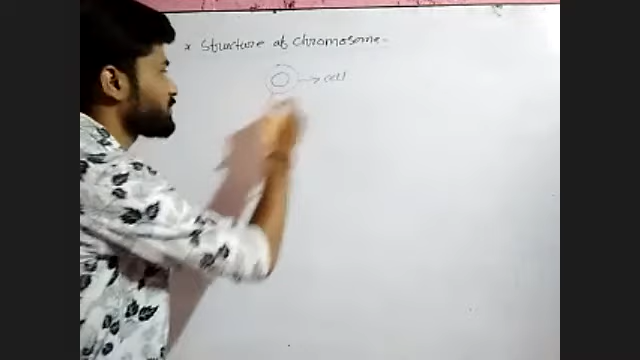 * Structure of chromosome-
→ cell